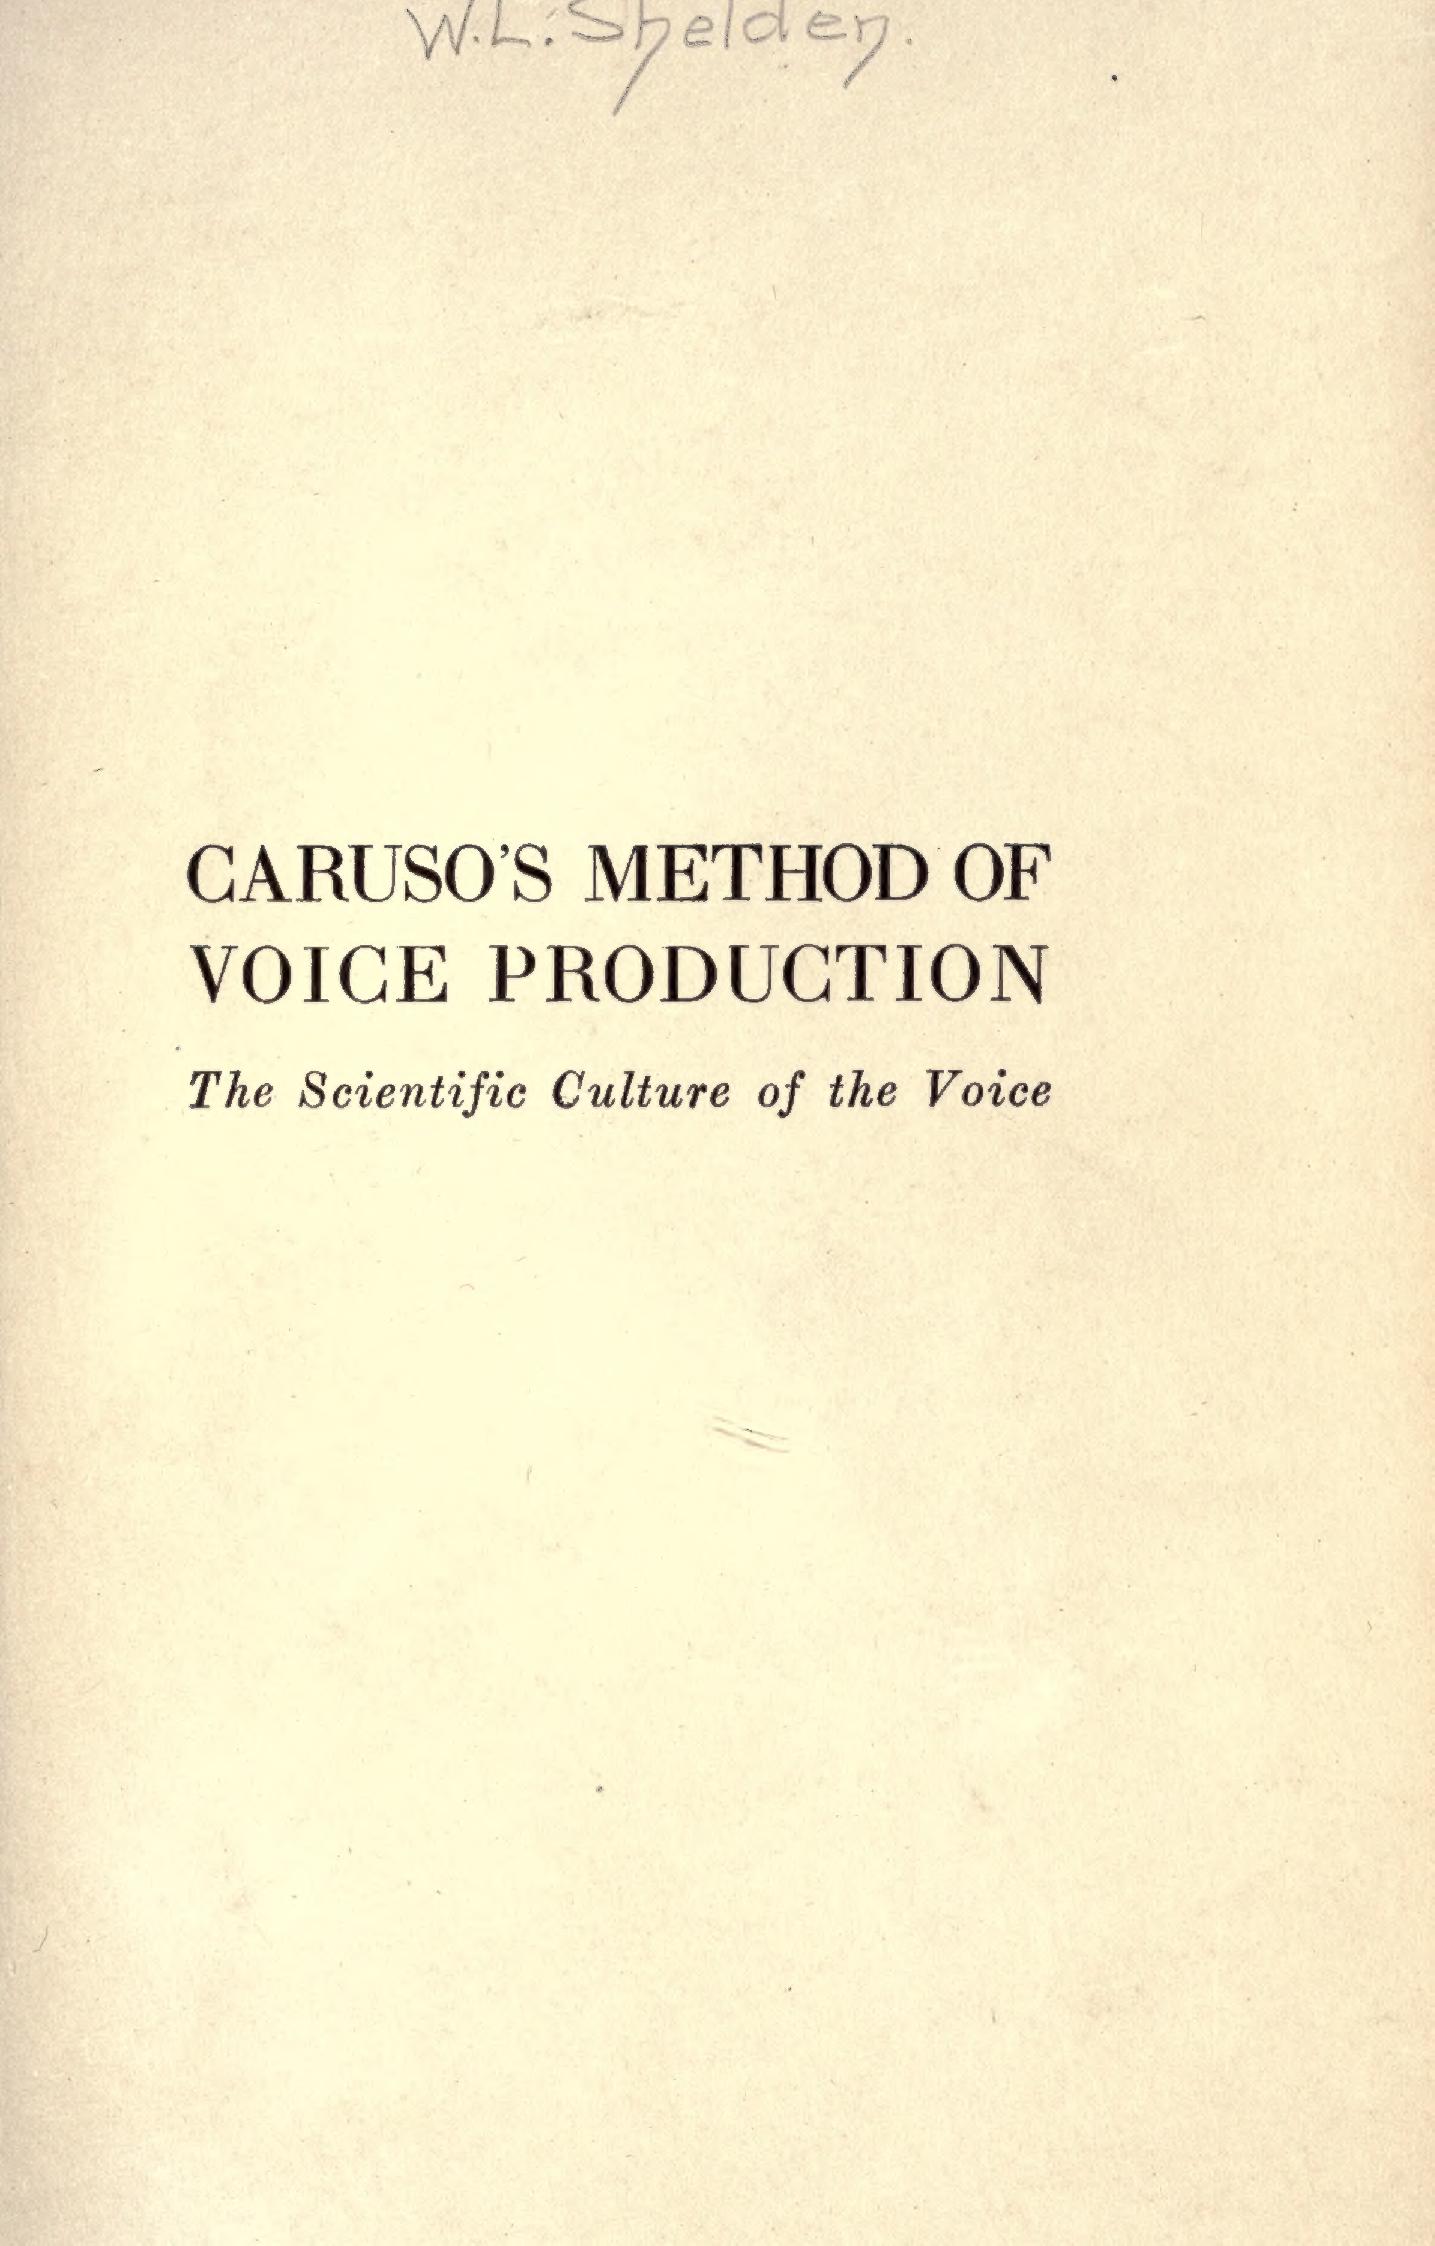 W.L. Shelden.
CARUSO'S METHOD OF
VOICE PRODUCTION
The Scientific Culture of the Voice